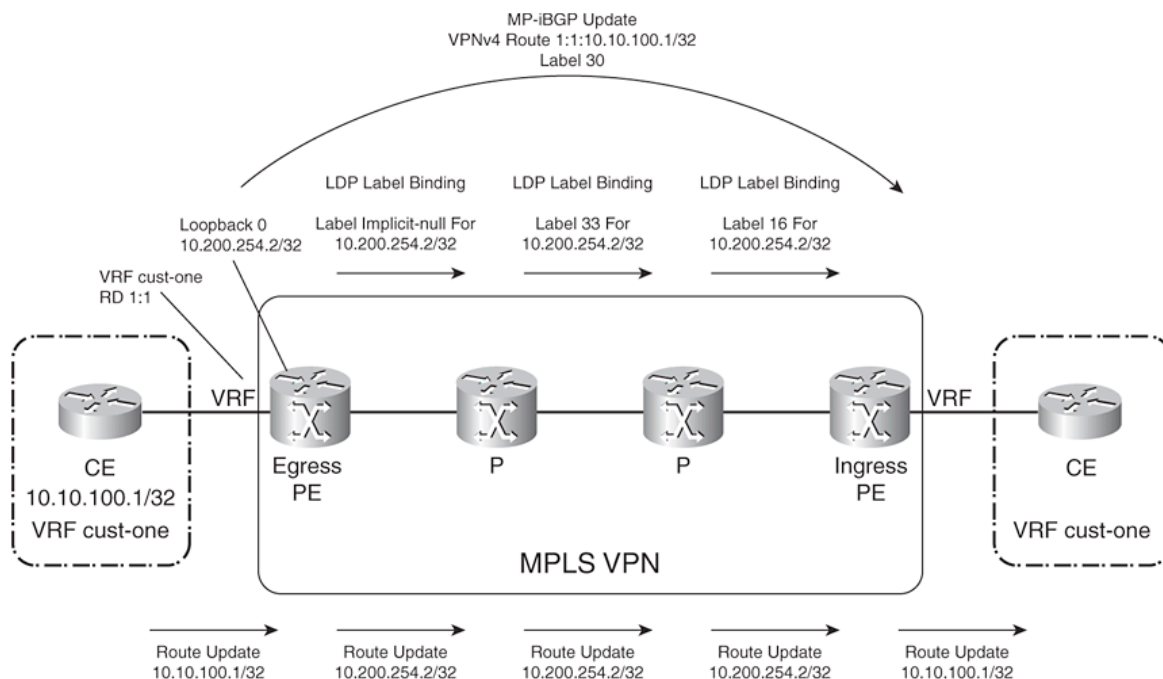 MP-iBGP Update
VPNv4 Route 1:1:10.10.100.1/32
Label 30
LDP Label Binding
LDP Label Binding
LDP Label Binding
Loopback 0
10.200.254.2/32
Label Implicit-null For
10.200.254.2/32
Label 33 For
10.200.254.2/32
Label 16 For
10.200.254.2/32
VRF cust-one
RD 1:1
VRF
VRF
CE
10.10.100.1/32
VRF cust-one
Egress
PE
P
P
Ingress
PE
CE
VRF cust-one
MPLS VPN
Route Update
10.10.100.1/32
Route Update
10.200.254.2/32
Route Update
10.200.254.2/32
Route Update
10.200.254.2/32
Route Update
10.10.100.1/32